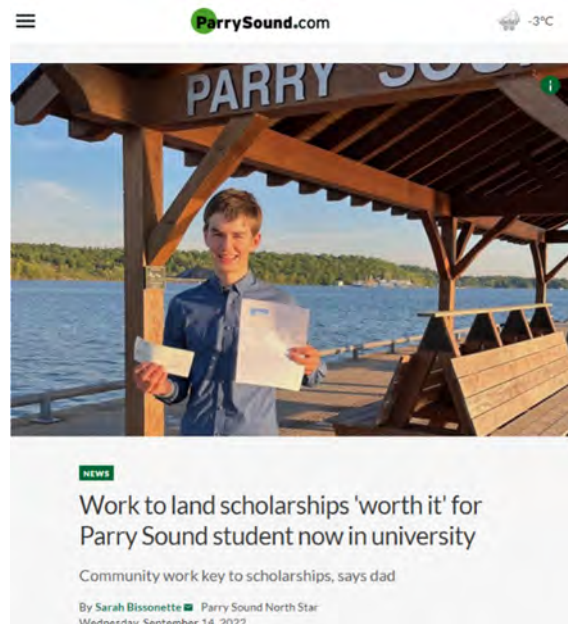 ParrySound.com
-3°C
PARRY SOU
i
NEWS
Work to land scholarships 'worth it' for
Parry Sound student now in university
Community work key to scholarships, says dad
By Sarah Bissonette Parry Sound North Star
Wednesday, September 14, 2022